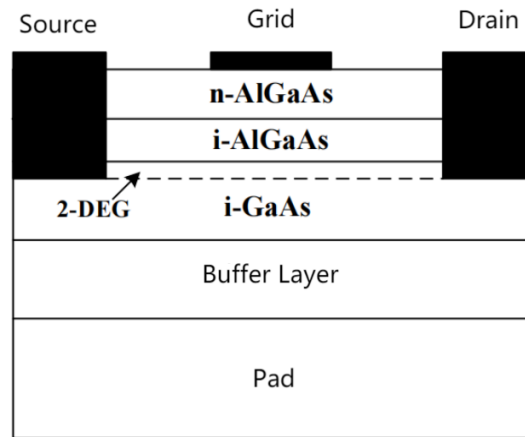 Source
Grid
Drain
n-AlGaAs
i-AlGaAs
2-DEG
i-GaAs
Buffer Layer
Pad